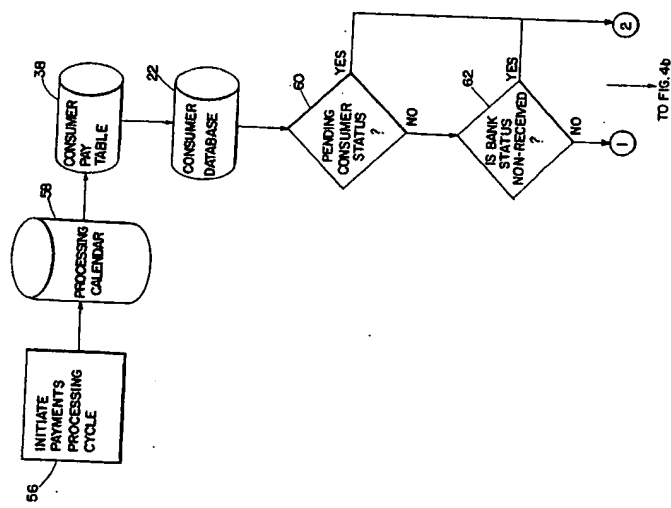 56
INITIATE
PAYMENTS
PROCESSING
CYCLE
58
PROCESSING
CALENDAR
38
CONSUMER
PAY
TABLE
22
CONSUMER
DATABASE
60
PENDING
CONSUMER
STATUS
?
YES
NO
62
IS BANK
STATUS
NON-RECEIVED
?
YES
NO
1
2
TO FIG. 4b